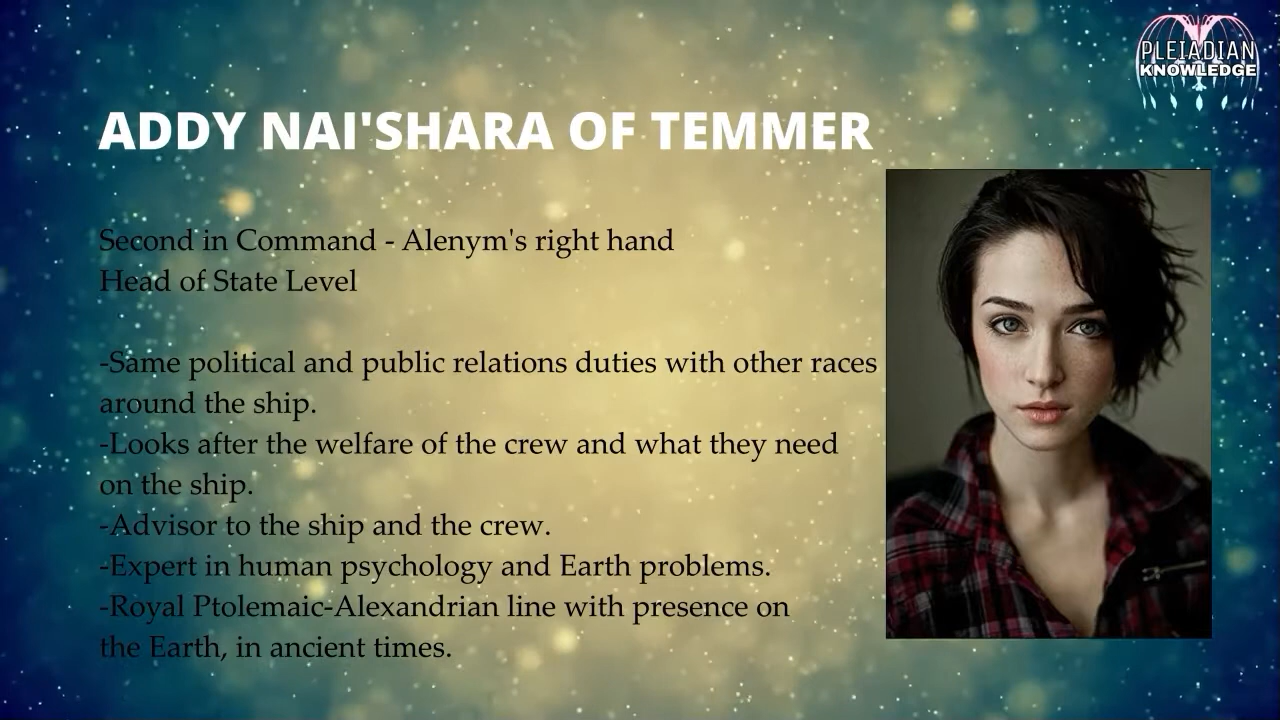 PLEIADIAN
KNOWLEDGE
ADDY NAI'SHARA OF TEMMER
Second in Command - Alenym's right hand
Head of State Level
-Same political and public relations duties with other races
around the ship.
-Looks after the welfare of the crew and what they need
on the ship.
-Advisor to the ship and the crew.
-Expert in human psychology and Earth problems.
-Royal Ptolemaic-Alexandrian line with presence on
the Earth, in ancient times.